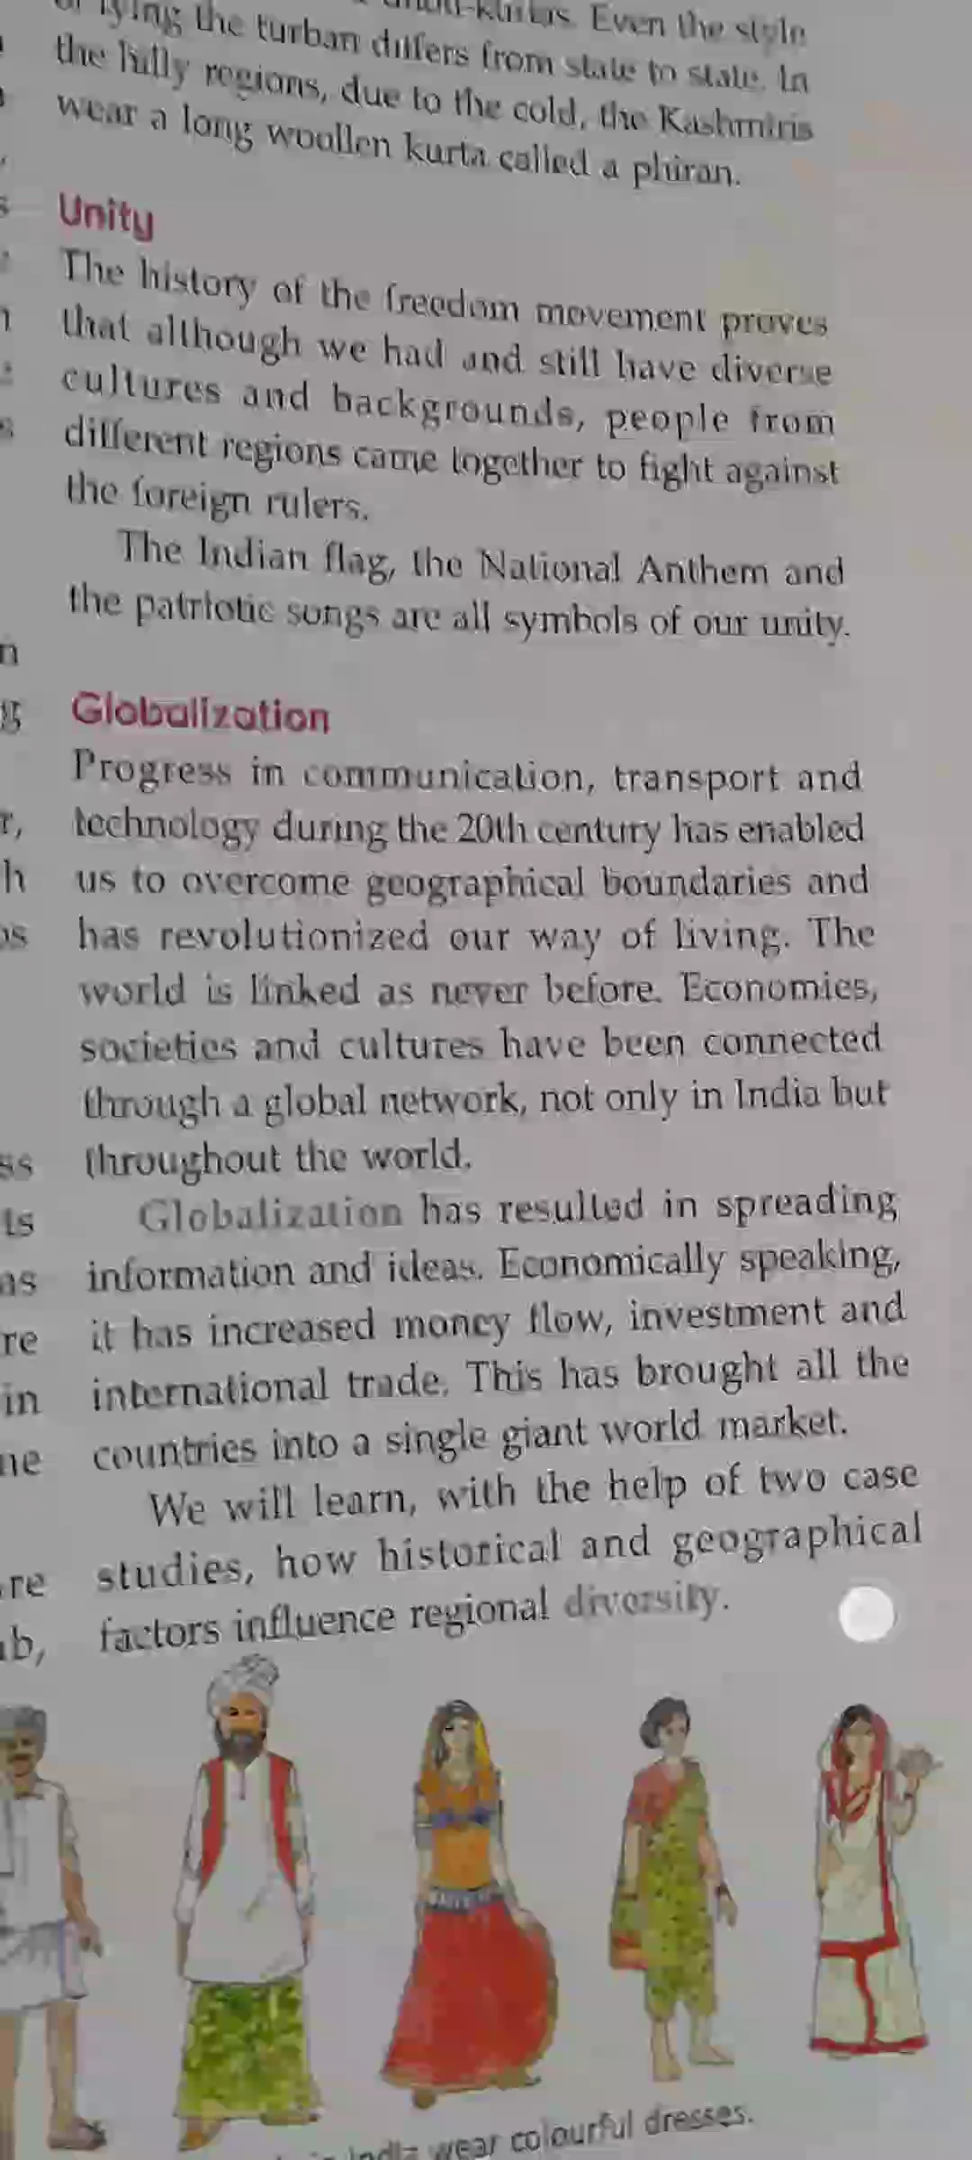 tying the turban differs from state to state. In
the hilly regions, due to the cold, the Kashmiris
wear a long woollen kurta called a phiran.
Unity
The history of the freedom movement proves
that although we had and still have diverse
cultures and backgrounds, people from
different regions came together to fight against
the foreign rulers.
The Indian flag, the National Anthem and
the patriotic songs are all symbols of our unity.
Globalization
Progress in communication, transport and
technology during the 20th century has enabled
us to overcome geographical boundaries and
has revolutionized our way of living. The
world is linked as never before. Economies,
societies and cultures have been connected
through a global network, not only in India but
throughout the world.
Globalization has resulted in spreading
information and ideas. Economically speaking,
it has increased money flow, investment and
international trade. This has brought all the
countries into a single giant world market.
We will learn, with the help of two case
studies, how historical and geographical
factors influence regional diversity.
India wear colourful dresses.